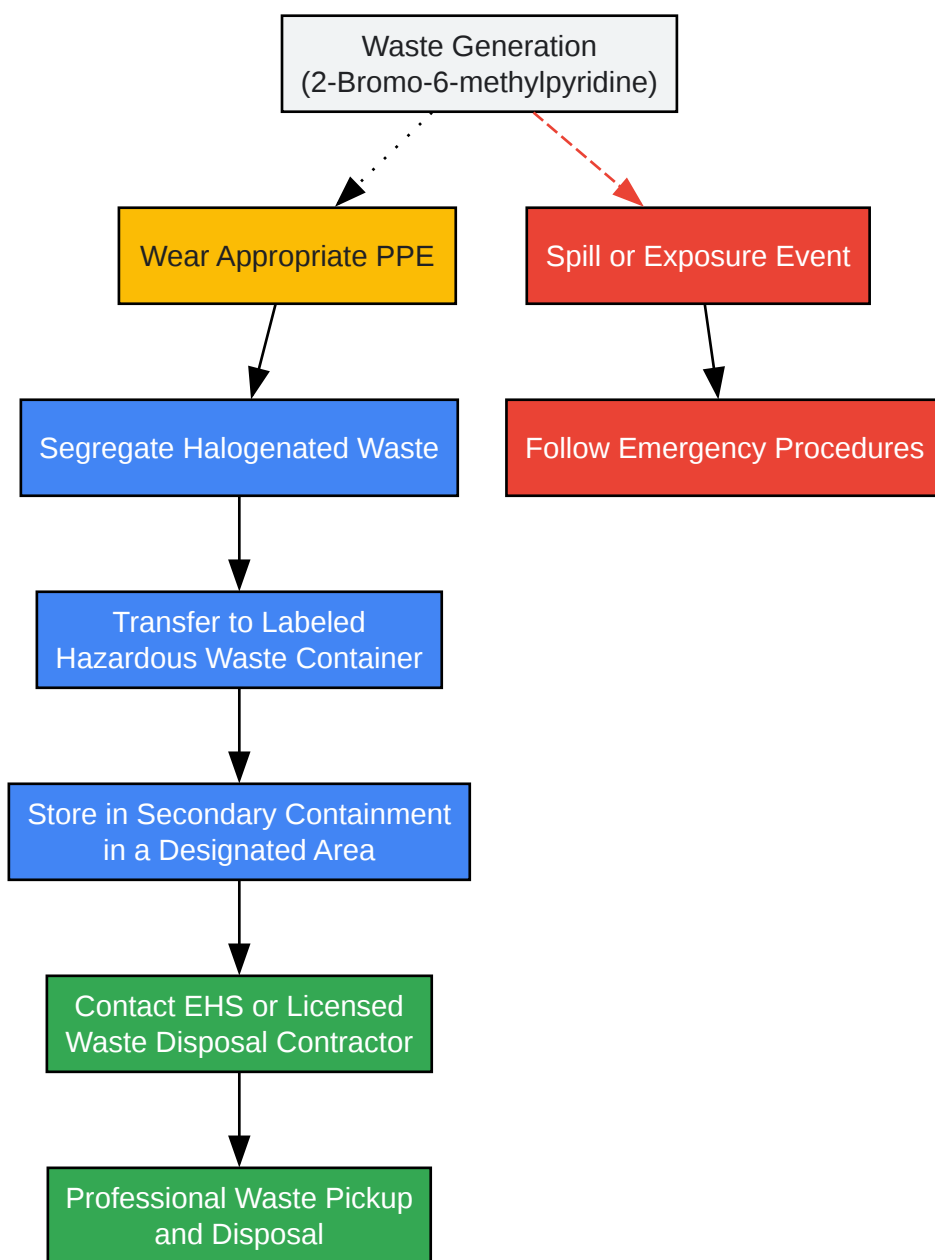 Waste Generation
(2-Bromo-6-methylpyridine)
Wear Appropriate PPE
Spill or Exposure Event
Segregate Halogenated Waste
Follow Emergency Procedures
Transfer to Labeled
Hazardous Waste Container
Store in Secondary Containment
in a Designated Area
Contact EHS or Licensed
Waste Disposal Contractor
Professional Waste Pickup
and Disposal